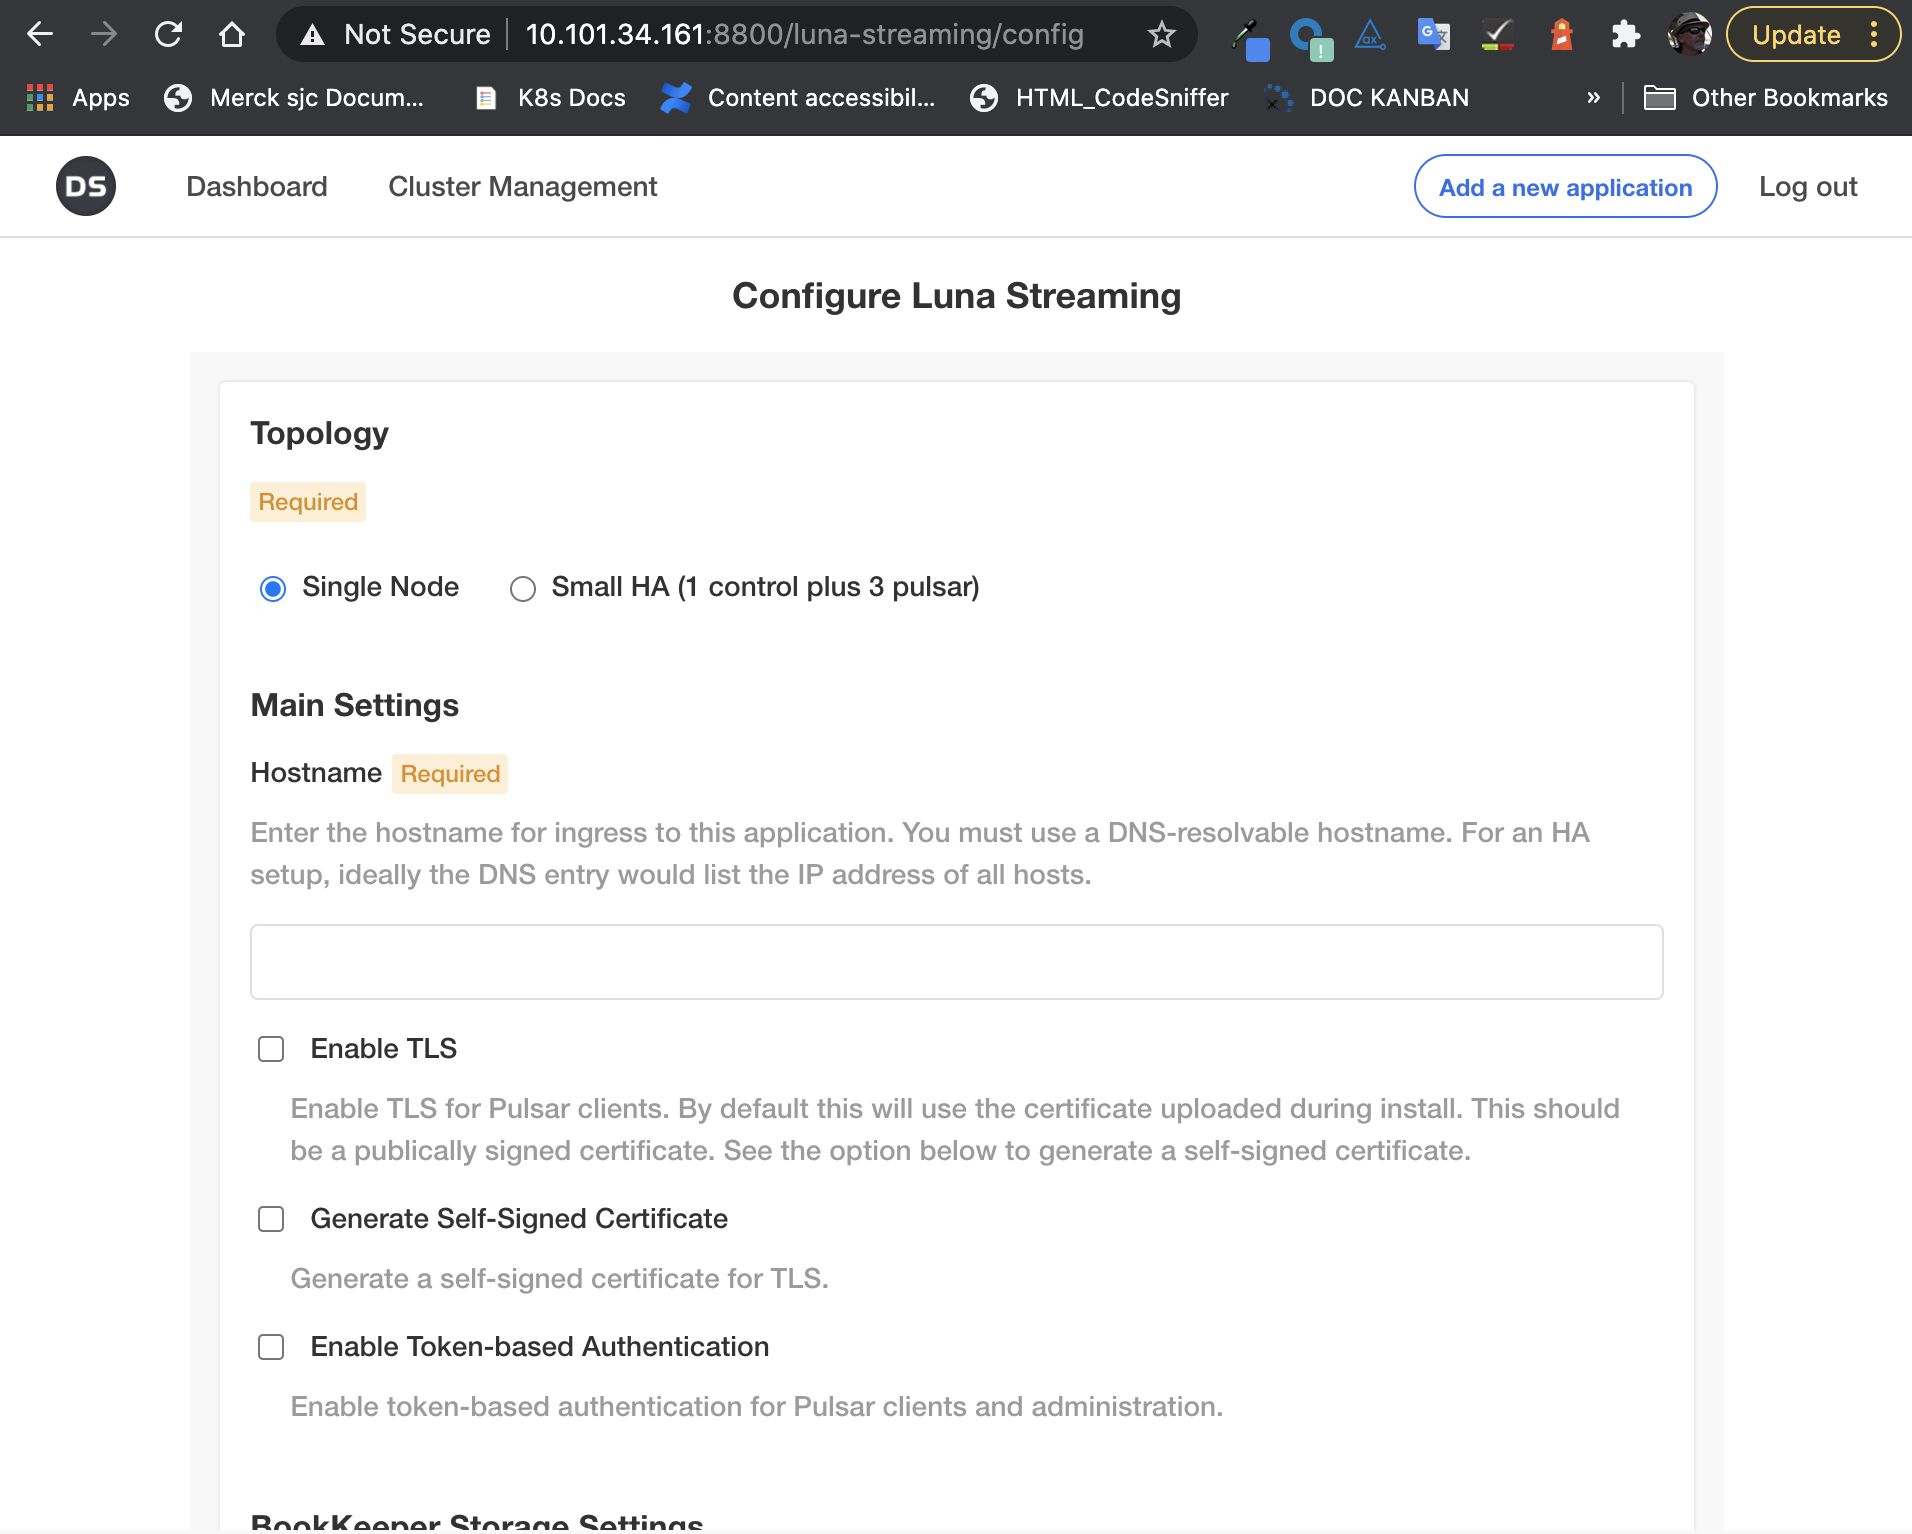 Not Secure 10.101.34.161:8800/luna-streaming/config Update
Apps Merck sjc Docum... K8s Docs Content accessibil... HTML_CodeSniffer DOC KANBAN » Other Bookmarks
DS Dashboard Cluster Management Add a new application Log out
Configure Luna Streaming
Topology
Required
Single Node Small HA (1 control plus 3 pulsar)
Main Settings
Hostname Required
Enter the hostname for ingress to this application. You must use a DNS-resolvable hostname. For an HA
setup, ideally the DNS entry would list the IP address of all hosts.
Enable TLS
Enable TLS for Pulsar clients. By default this will use the certificate uploaded during install. This should
be a publically signed certificate. See the option below to generate a self-signed certificate.
Generate Self-Signed Certificate
Generate a self-signed certificate for TLS.
Enable Token-based Authentication
Enable token-based authentication for Pulsar clients and administration.
BookKeeper Storage Settings